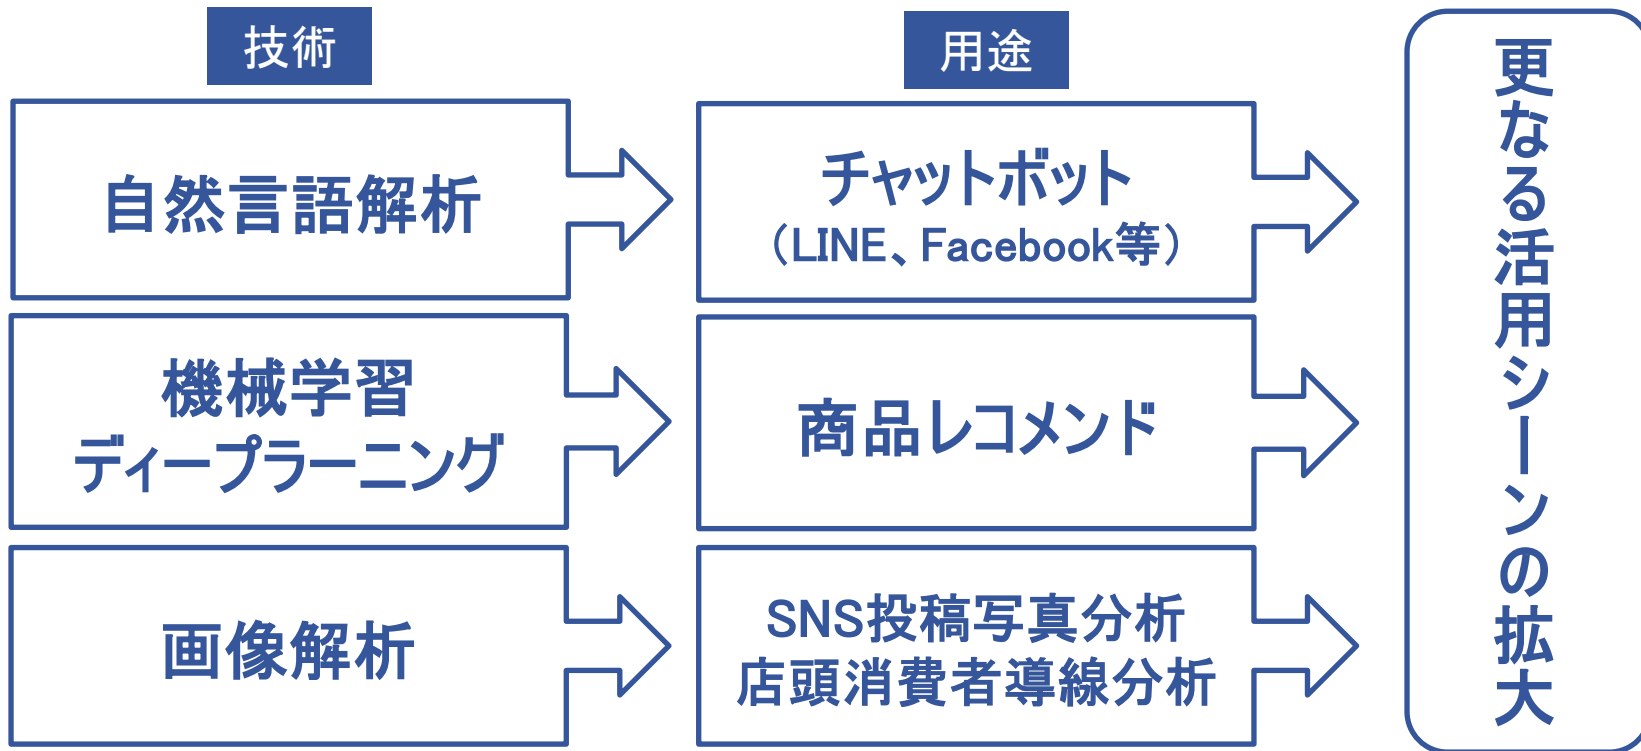 技術
用途
自然言語解析
チャットボット
（LINE、Facebook等）
機械学習
ディープラーニング
商品レコメンド
画像解析
SNS投稿写真分析
店頭消費者導線分析
更なる活用シーンの拡大